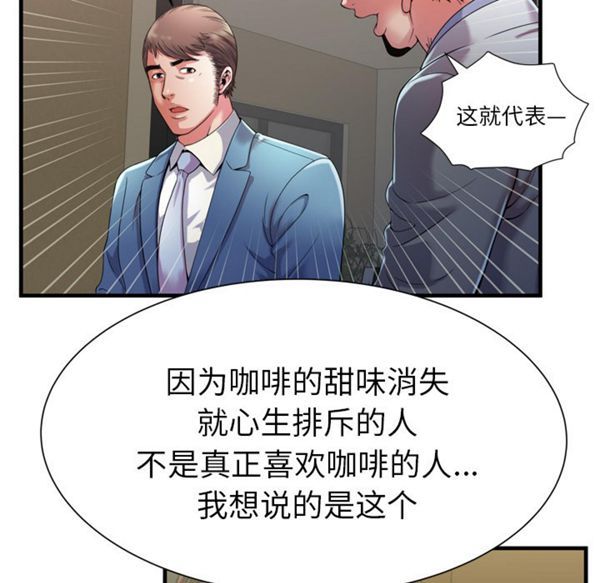 这就代表—
因为咖啡的甜味消失
就心生排斥的人
不是真正喜欢咖啡的人...
我想说的是这个